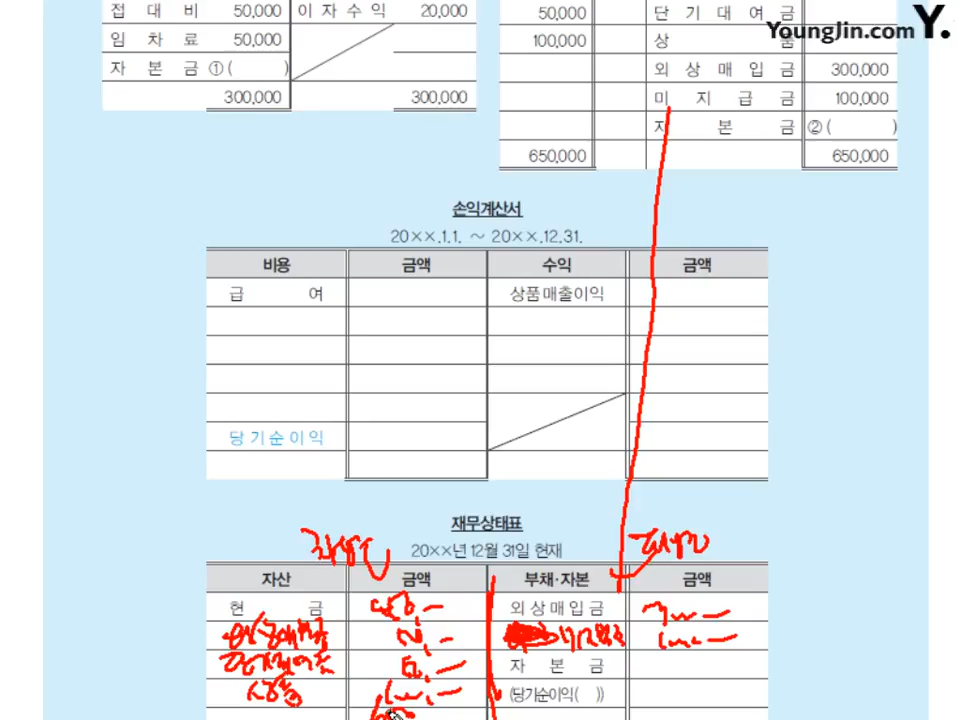 접 대 비 50,000 이 자 수 익 20,000
임 차 료 50,000
자 본 금 ①( )
300,000 300,000
50,000 단 기 대 여 금
100,000 상 품
외 상 매 입 금 300,000
미 지 급 금 100,000
자 본 금 ②( )
650,000 650,000
YoungJin.com Y.
손익계산서
20××.1.1. ~ 20××.12.31.
비용 금액 수익 금액
급 여 상품매출이익
당기순이익
재무상태표
20××년 12월 31일 현재
자산 금액 부채·자본 금액
현 금 외 상 매 입 금
자 본 금
상품 (당기순이익( ))